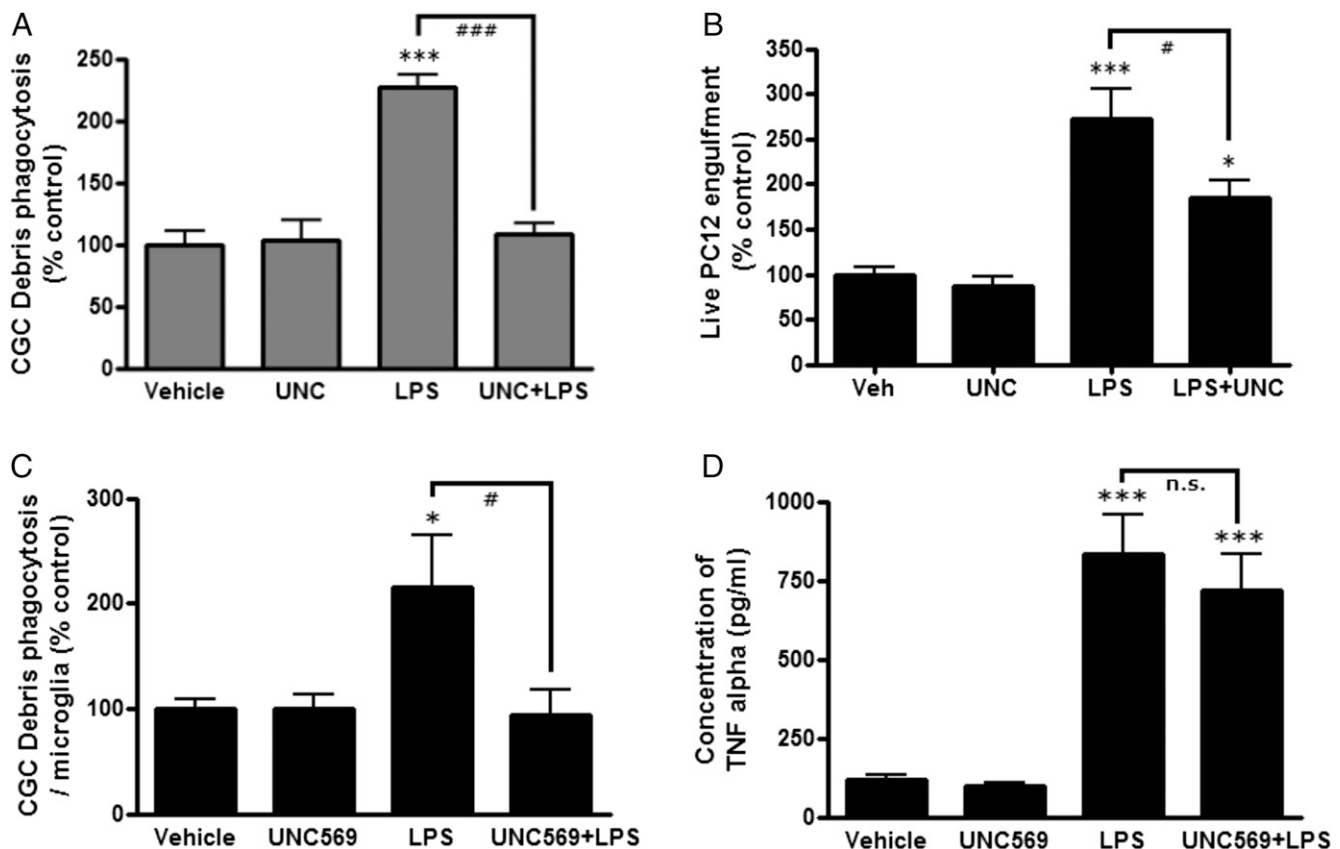 A
CGC Debris phagocytosis
(% control)
250
200
150
100
50
0
***
###
Vehicle UNC LPS UNC+LPS
B
Live PC12 engulfment
(% control)
350
300
250
200
150
100
50
0
***
#
*
Veh UNC LPS LPS+UNC
C
CGC Debris phagocytosis
/ microglia (% control)
300
200
100
0
*
#
Vehicle UNC569 LPS UNC569+LPS
D
Concentration of
TNF alpha (pg/ml)
1000
750
500
250
0
***
n.s.
***
Vehicle UNC569 LPS UNC569+LPS